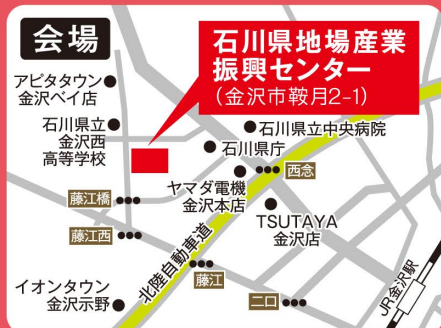 会場
石川県地場産業
振興センター
(金沢市鞍月2-1)
アピタタウン
金沢ベイ店
石川県立
金沢西
高等学校
石川県立中央病院
石川県庁
ヤマダ電機
金沢本店
西念
藤江橋
TSUTAYA
金沢店
藤江西
北陸自動車道
藤江
イオンタウン
金沢示野
二口
JR金沢駅